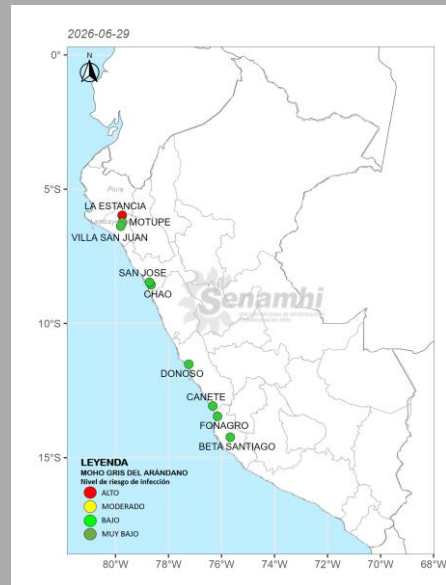 2026-06-29
N
0°
5°S
10°S
15°S
Piura
LA ESTANCIA
MOTUPE
VILLA SAN JUAN
SAN JOSE
CHAO
Senamhi
DONOSO
CANETE
FONAGRO
BETA SANTIAGO
LEYENDA
MOHO GRIS DEL ARÁNDANO
Nivel de riesgo de infección
ALTO
MODERADO
BAJO
MUY BAJO
80°W 78°W 76°W 74°W 72°W 70°W 68°W